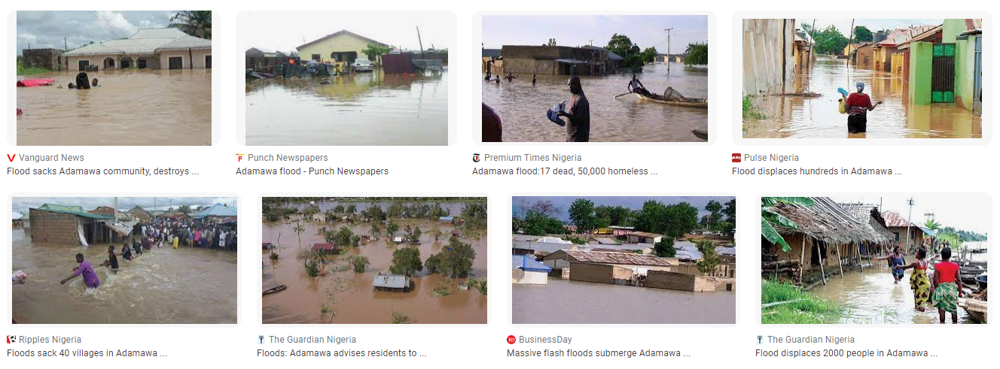 Vanguard News
Flood sacks Adamawa community, destroys ...
Punch Newspapers
Adamawa flood - Punch Newspapers
Premium Times Nigeria
Adamawa flood:17 dead, 50,000 homeless ...
Pulse Nigeria
Flood displaces hundreds in Adamawa ...
Ripples Nigeria
Floods sack 40 villages in Adamawa ...
The Guardian Nigeria
Floods: Adamawa advises residents to ...
BD BusinessDay
Massive flash floods submerge Adamawa ...
The Guardian Nigeria
Flood displaces 2000 people in Adamawa ...